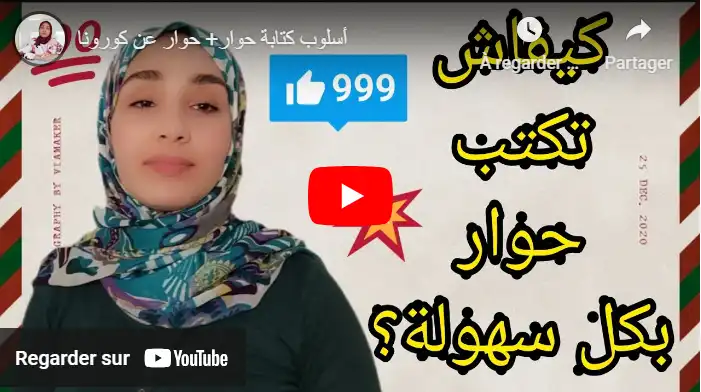 أسلوب كتابة حوار+ حوار عن كورونا
À regarder ...
Partager
999
كيفاش
تكتب
حوار
بكل سهولة؟
GRAPHY BY VLAMAKER
25 DEC. 2020
Regarder sur YouTube